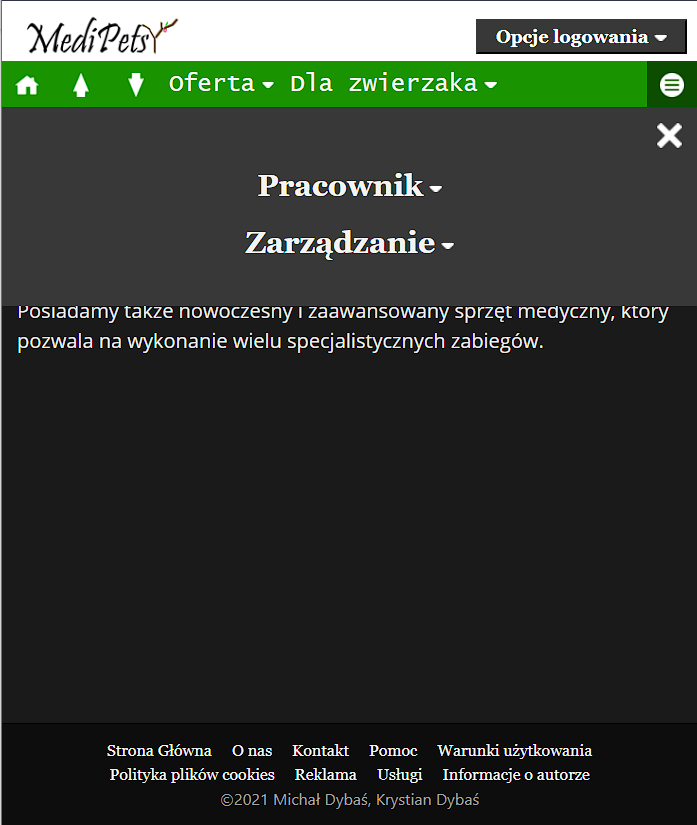 MediPets
Opcje logowania
Oferta Dla zwierzaka
Pracownik
Zarządzanie
Posiadamy także nowoczesny i zaawansowany sprzęt medyczny, który
pozwala na wykonanie wielu specjalistycznych zabiegów.
Strona Główna O nas Kontakt Pomoc Warunki użytkowania
Polityka plików cookies Reklama Usługi Informacje o autorze
©2021 Michał Dybaś, Krystian Dybaś